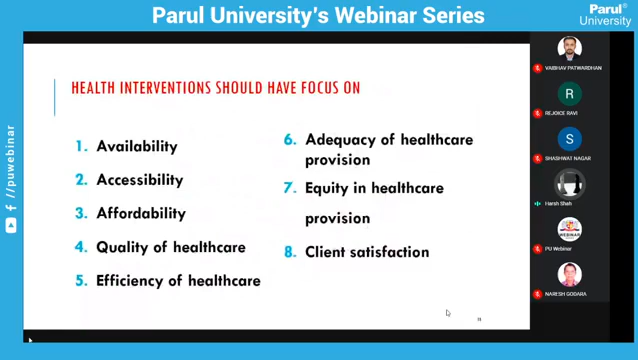 Parul University's Webinar Series
Parul®
University
HEALTH INTERVENTIONS SHOULD HAVE FOCUS ON
1. Availability
2. Accessibility
3. Affordability
4. Quality of healthcare
5. Efficiency of healthcare
6. Adequacy of healthcare
provision
7. Equity in healthcare
provision
8. Client satisfaction
/puwebinar
VAIBHAV PATWARDHAN
R
REJOICE RAVI
S
SHASHWAT NAGAR
Harsh Shah
WEBINAR
PU Webinar
NARESH GODARA